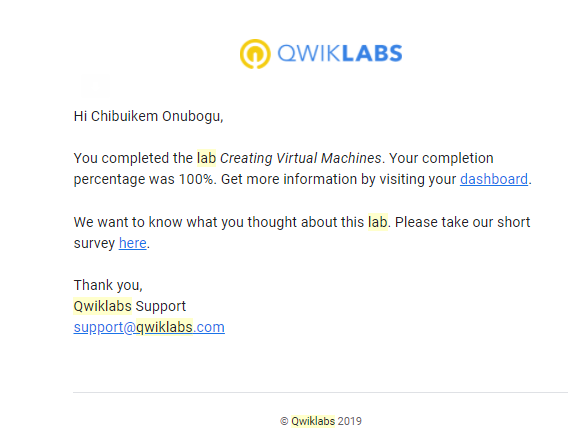 QWIKLABS
Hi Chibuikem Onubogu,
You completed the lab Creating Virtual Machines. Your completion
percentage was 100%. Get more information by visiting your dashboard.
We want to know what you thought about this lab. Please take our short
survey here.
Thank you,
Qwiklabs Support
support@qwiklabs.com
© Qwiklabs 2019